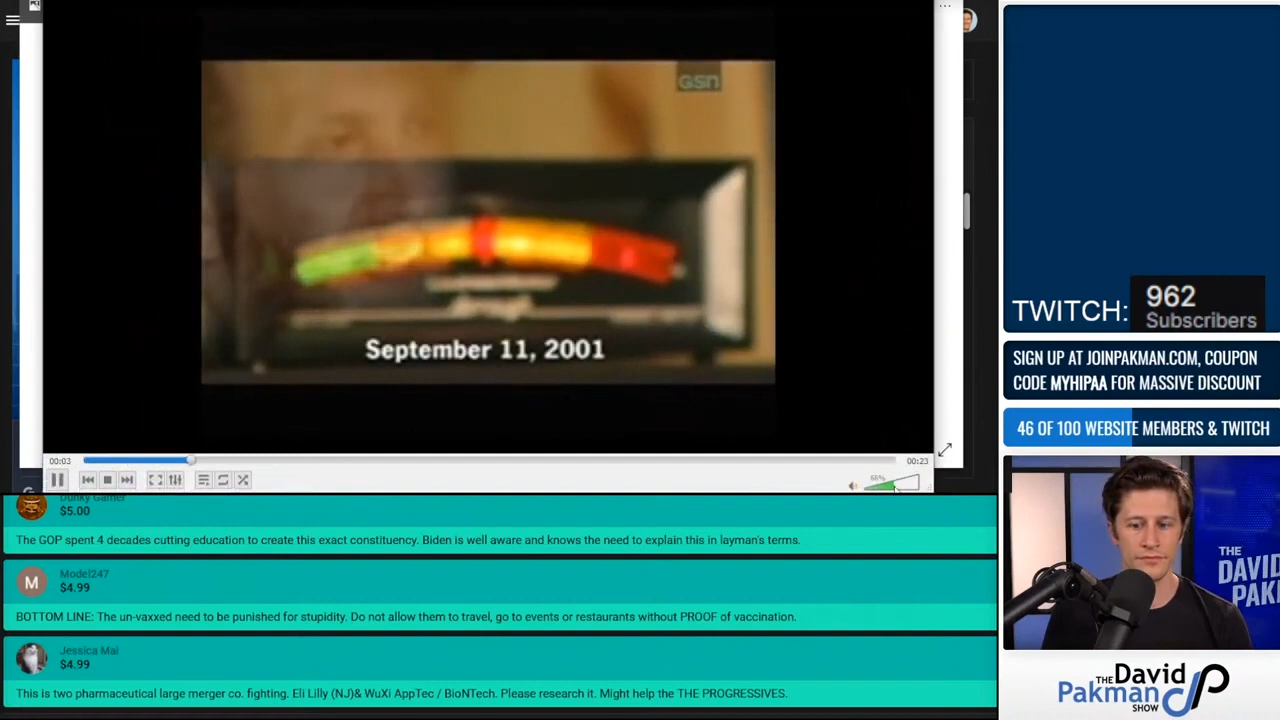 GSN
September 11, 2001
00:03
00:23
66%
Dunky Gamer
$5.00
The GOP spent 4 decades cutting education to create this exact constituency. Biden is well aware and knows the need to explain this in layman's terms.
M
Model247
$4.99
BOTTOM LINE: The un-vaxxed need to be punished for stupidity. Do not allow them to travel, go to events or restaurants without PROOF of vaccination.
Jessica Mai
$4.99
This is two pharmaceutical large merger co. fighting. Eli Lilly (NJ)& WuXi AppTec / BioNTech. Please research it. Might help the THE PROGRESSIVES.
TWITCH:
962
Subscribers
SIGN UP AT JOINPAKMAN.COM, COUPON
CODE MYHIPAA FOR MASSIVE DISCOUNT
46 OF 100 WEBSITE MEMBERS & TWITCH
THE
DAVID
PAK
THE David
Pakman
SHOW